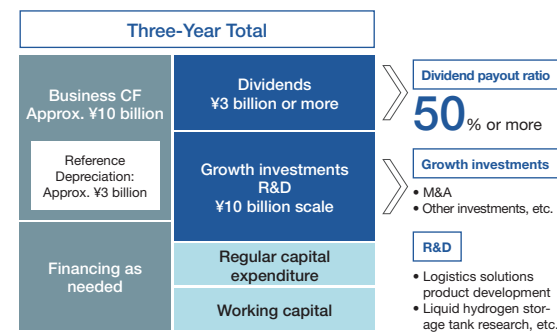 Three-Year Total
Business CF
Approx. ¥10 billion
Reference
Depreciation:
Approx. ¥3 billion
Financing as
needed
Dividends
¥3 billion or more
Growth investments
R&D
¥10 billion scale
Regular capital
expenditure
Working capital
Dividend payout ratio
50% or more
Growth investments
• M&A
• Other investments, etc.
R&D
• Logistics solutions
product development
• Liquid hydrogen stor-
age tank research, etc.